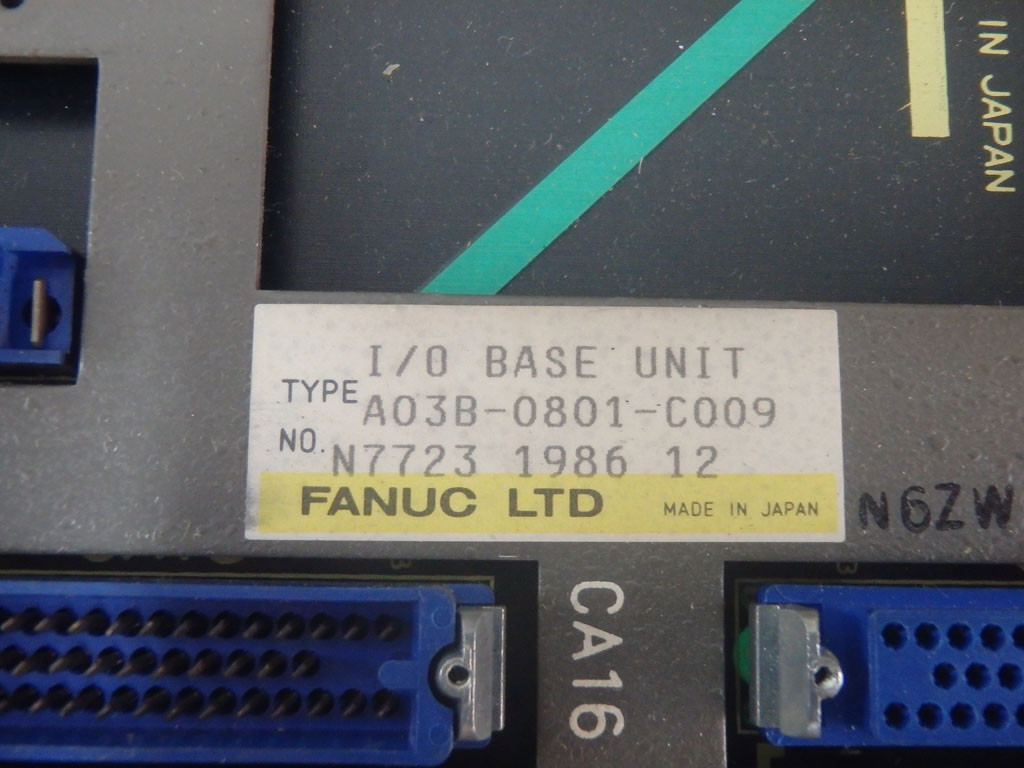 IN JAPAN
I/O BASE UNIT
TYPE A03B-0801-C009
NO. N7723 1986 12
FANUC LTD MADE IN JAPAN
N6ZW
CA16